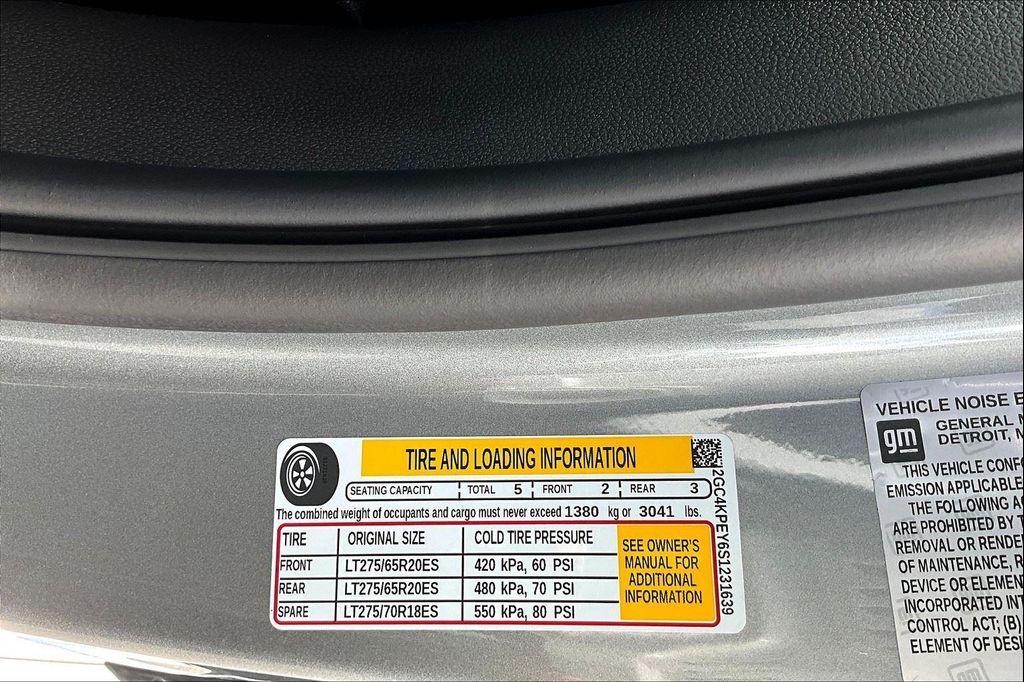 TIRE AND LOADING INFORMATION
SEATING CAPACITY TOTAL 5 FRONT 2 REAR 3
The combined weight of occupants and cargo must never exceed 1380 kg or 3041 lbs.
TIRE ORIGINAL SIZE COLD TIRE PRESSURE
FRONT LT275/65R20ES 420 kPa, 60 PSI
REAR LT275/65R20ES 480 kPa, 70 PSI
SPARE LT275/70R18ES 550 kPa, 80 PSI
SEE OWNER'S
MANUAL FOR
ADDITIONAL
INFORMATION
2GC4KPEY6S1231639
VEHICLE NOISE E
gm
GENERAL
DETROIT,
THIS VEHICLE CONF
EMISSION APPLICABLE
THE FOLLOWING A
ARE PROHIBITED BY
REMOVAL OR RENDE
OF MAINTENANCE, R
DEVICE OR ELEMEN
INCORPORATED INT
CONTROL ACT; (B)
ELEMENT OF DESI